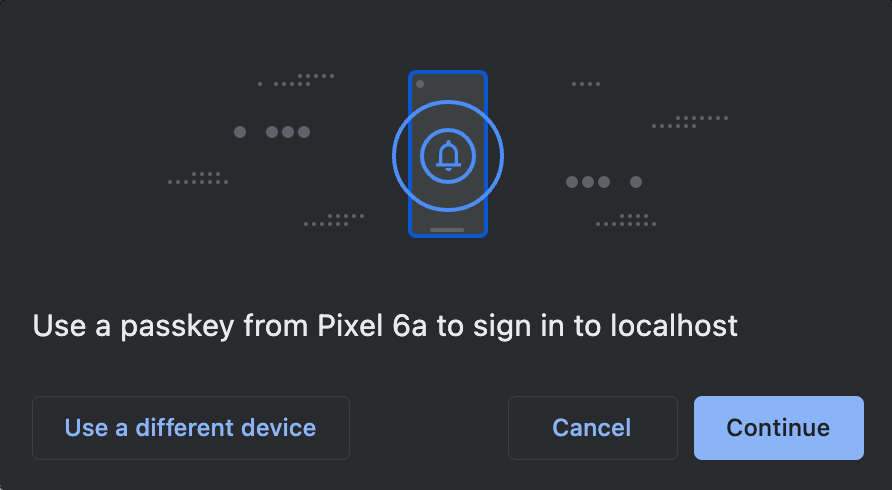 Use a passkey from Pixel 6a to sign in to localhost
Use a different device
Cancel
Continue